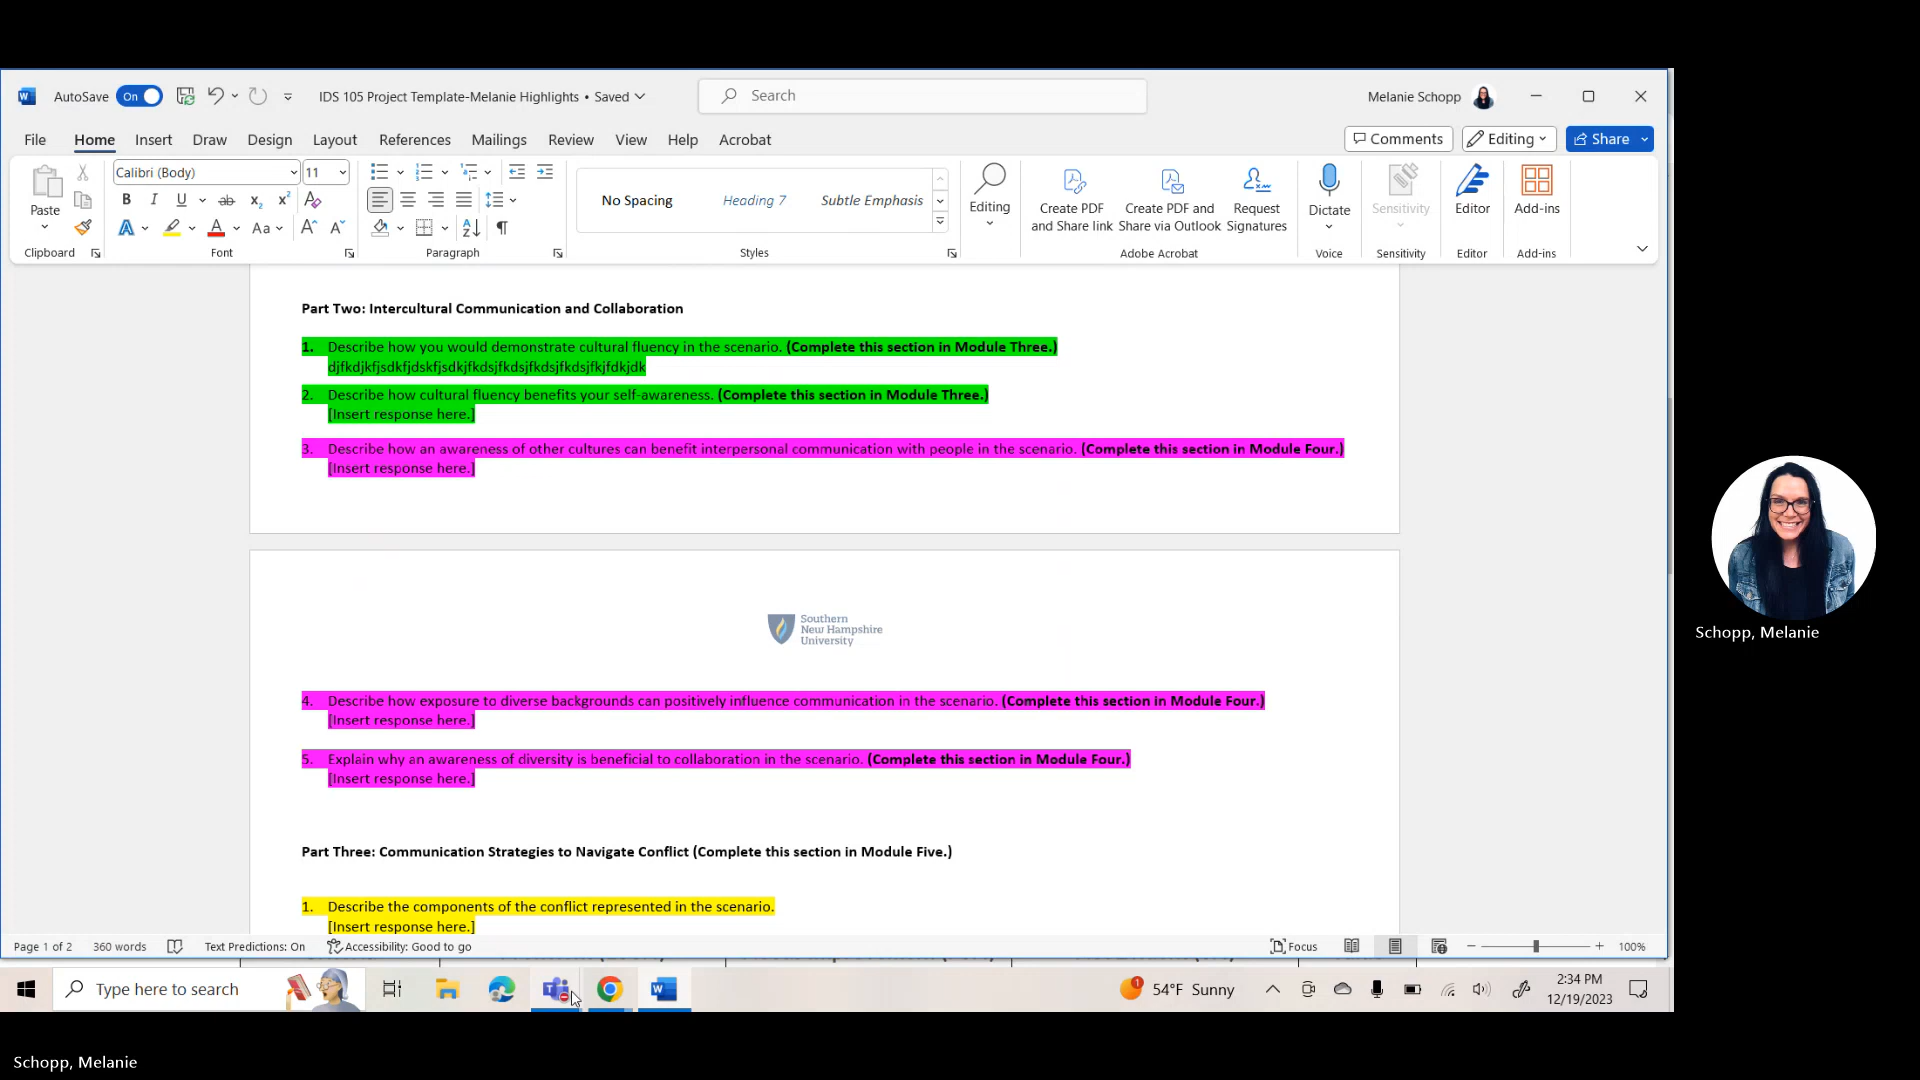 AutoSave On IDS 105 Project Template-Melanie Highlights • Saved Search Melanie Schopp
File Home Insert Draw Design Layout References Mailings Review View Help Acrobat Comments Editing Share
Calibri (Body) 11
No Spacing Heading 7 Subtle Emphasis
Paste Editing Create PDF Create PDF and Request Dictate Sensitivity Editor Add-ins
and Share link Share via Outlook Signatures
Clipboard Font Paragraph Styles Adobe Acrobat Voice Sensitivity Editor Add-ins
Part Two: Intercultural Communication and Collaboration
1. Describe how you would demonstrate cultural fluency in the scenario. (Complete this section in Module Three.)
2. Describe how cultural fluency benefits your self-awareness. (Complete this section in Module Three.)
[Insert response here.]
3. Describe how an awareness of other cultures can benefit interpersonal communication with people in the scenario. (Complete this section in Module Four.)
[Insert response here.]
Southern
New Hampshire
University
4. Describe how exposure to diverse backgrounds can positively influence communication in the scenario. (Complete this section in Module Four.)
[Insert response here.]
5. Explain why an awareness of diversity is beneficial to collaboration in the scenario. (Complete this section in Module Four.)
[Insert response here.]
Part Three: Communication Strategies to Navigate Conflict (Complete this section in Module Five.)
1. Describe the components of the conflict represented in the scenario.
[Insert response here.]
Page 1 of 2 360 words Text Predictions: On Accessibility: Good to go Focus 100%
Type here to search 54°F Sunny 2:34 PM
12/19/2023
Schopp, Melanie
Schopp, Melanie